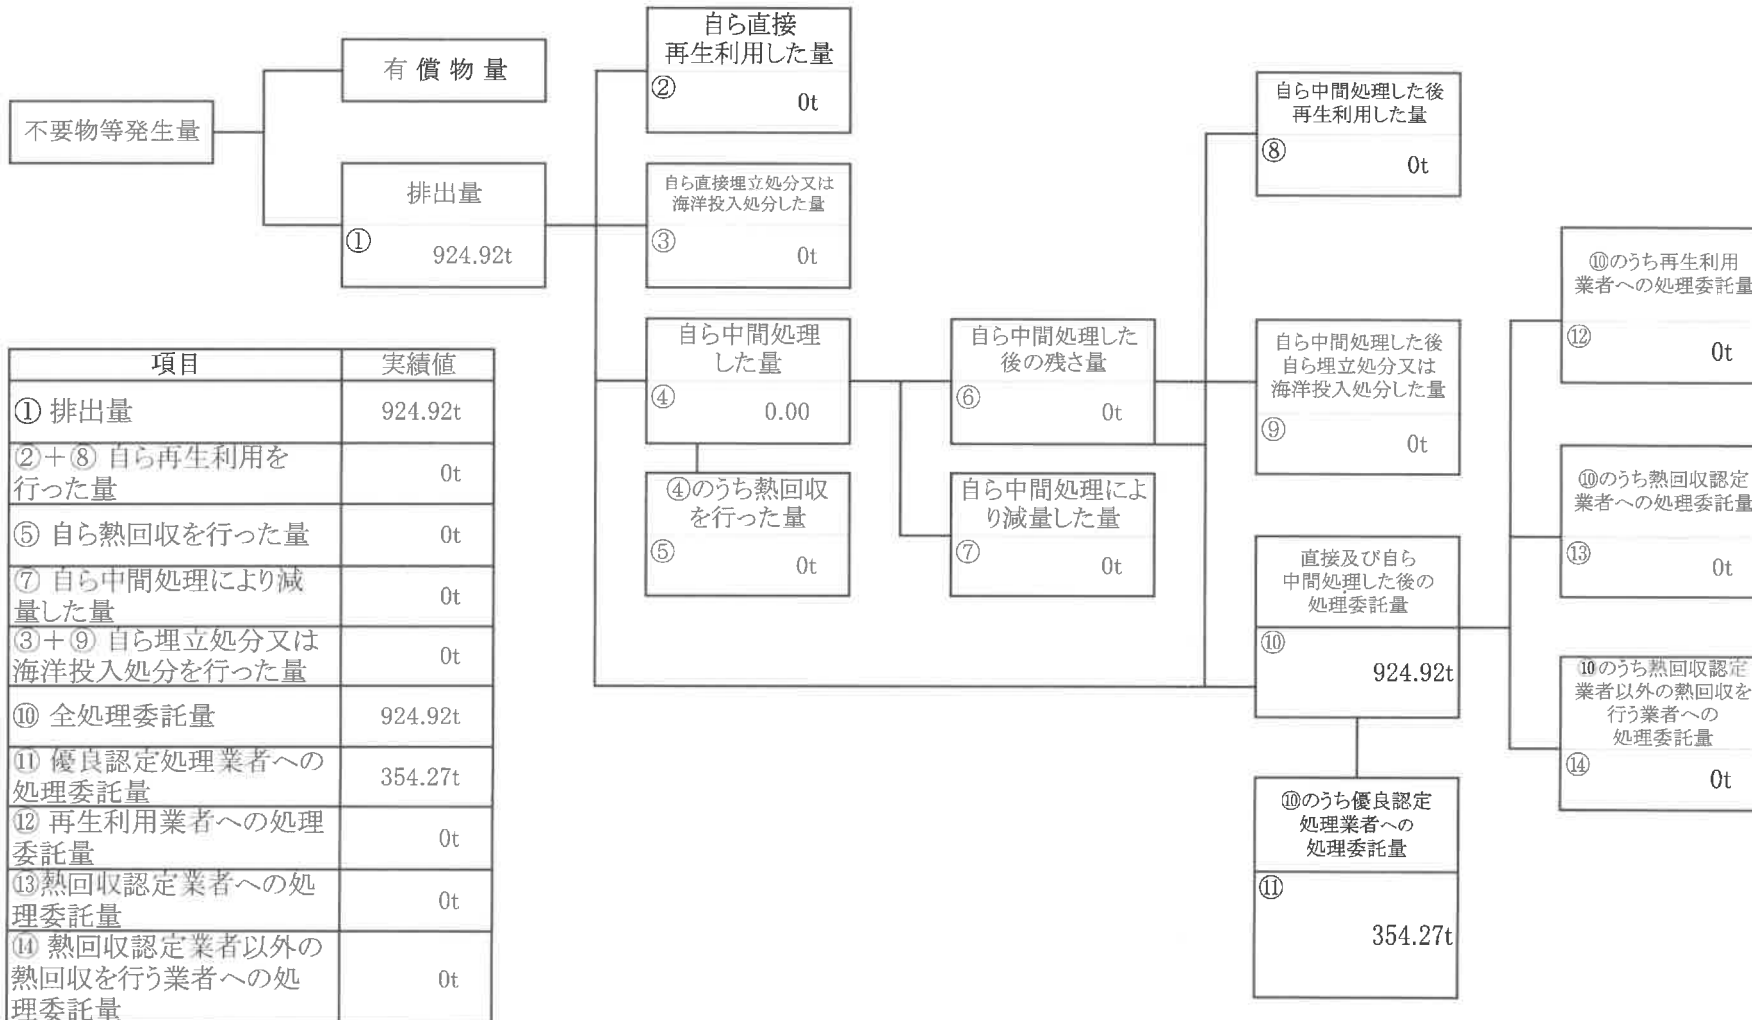 不要物等発生量
有 償 物 量
排出量
①
924.92t
自ら直接
再生利用した量
②
0t
自ら直接埋立処分又は
海洋投入処分した量
③
0t
自ら中間処理
した量
④
0.00
④のうち熱回収
を行った量
⑤
0t
自ら中間処理した
後の残さ量
⑥
0t
自ら中間処理によ
り減量した量
⑦
0t
自ら中間処理した後
再生利用した量
⑧
0t
自ら中間処理した後
自ら埋立処分又は
海洋投入処分した量
⑨
0t
直接及び自ら
中間処理した後の
処理委託量
⑩
924.92t
⑩のうち優良認定
処理業者への
処理委託量
⑪
354.27t
⑩のうち再生利用
業者への処理委託量
⑫
0t
⑩のうち熱回収認定
業者への処理委託量
⑬
0t
⑩のうち熱回収認定
業者以外の熱回収を
行う業者への
処理委託量
⑭
0t
項目 実績値
① 排出量 924.92t
②+⑧ 自ら再生利用を
行った量 0t
⑤ 自ら熱回収を行った量 0t
⑦ 自ら中間処理により減
量した量 0t
③+⑨ 自ら埋立処分又は
海洋投入処分を行った量 0t
⑩ 全処理委託量 924.92t
⑪ 優良認定処理業者への
処理委託量 354.27t
⑫ 再生利用業者への処理
委託量 0t
⑬熱回収認定業者への処
理委託量 0t
⑭ 熱回収認定業者以外の
熱回収を行う業者への処
理委託量 0t